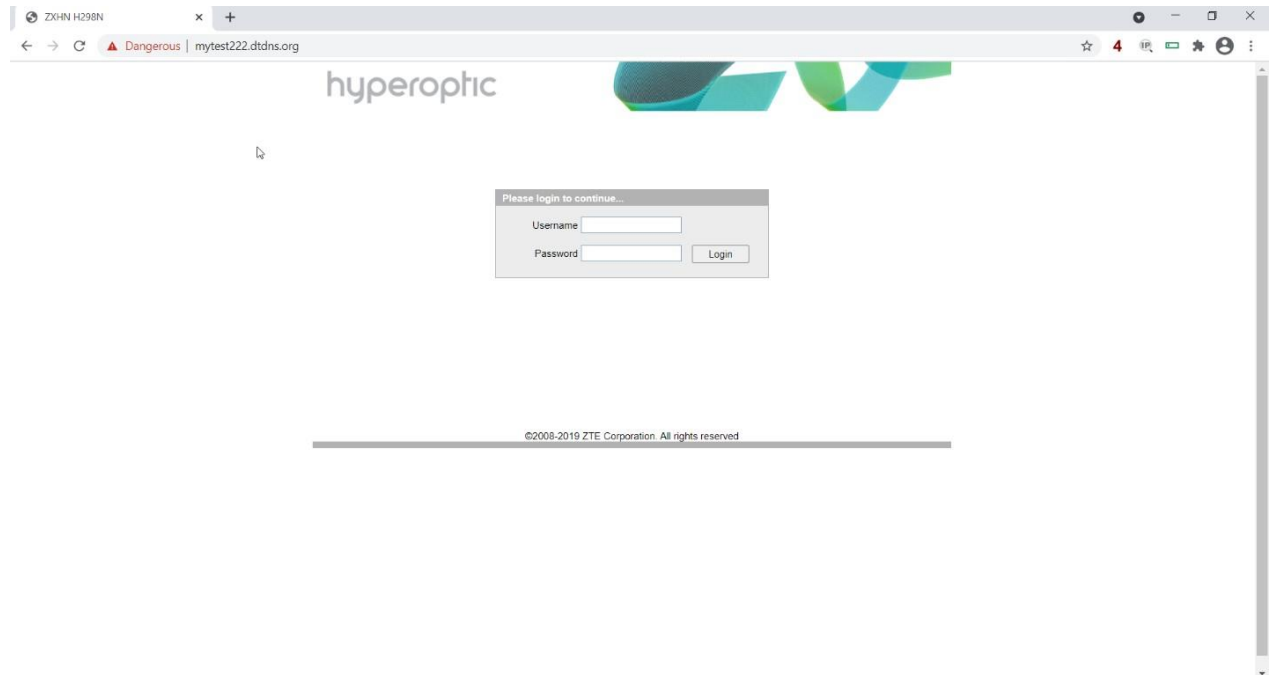 ZXHN H298N
Dangerous | mytest222.dtdns.org
4
IP
hyperoptic
Please login to continue...
Username
Password
Login
©2008-2019 ZTE Corporation. All rights reserved